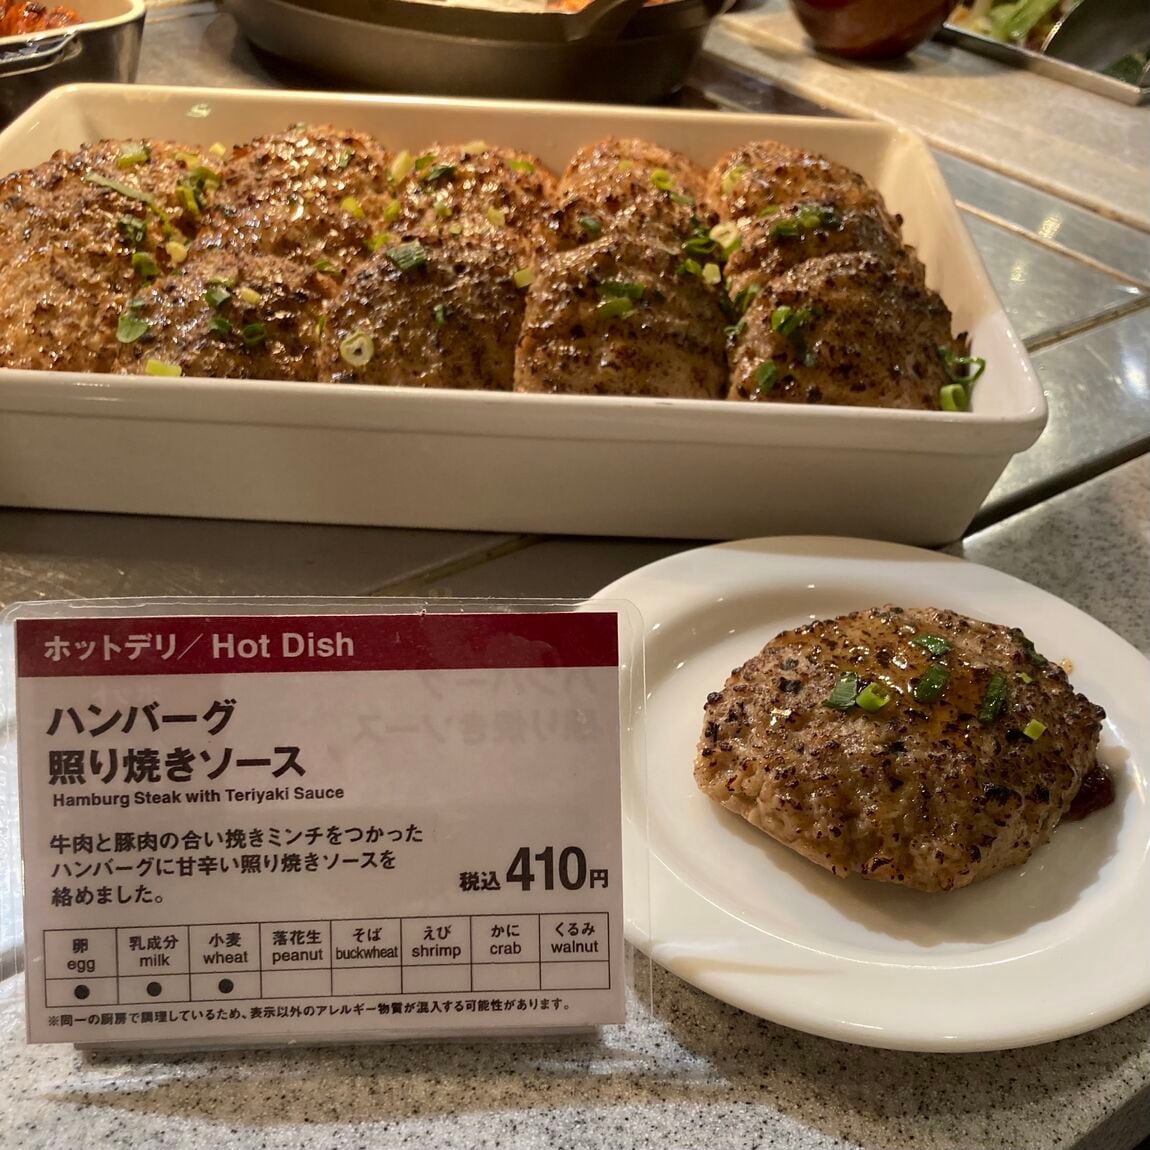 ホットデリ／Hot Dish
ハンバーグ
照り焼きソース
Hamburg Steak with Teriyaki Sauce
牛肉と豚肉の合い挽きミンチをつかった
ハンバーグに甘辛い照り焼きソースを
絡めました。
税込410円
卵 乳成分 小麦 落花生 そば えび かに くるみ
egg milk wheat peanut buckwheat shrimp crab walnut
● ● ●
※同一の厨房で調理しているため、表示以外のアレルギー物質が混入する可能性があります。